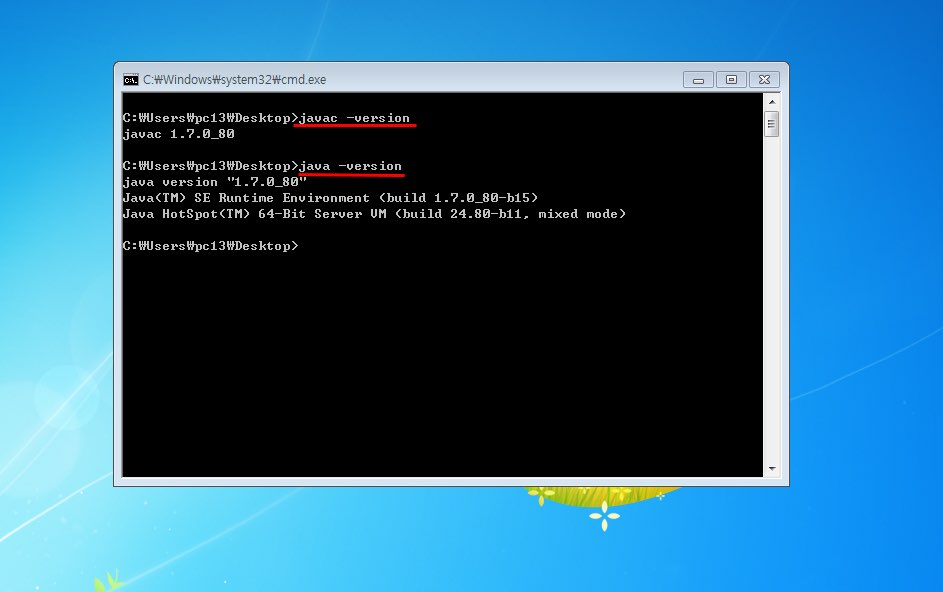 C:₩Windows₩system32₩cmd.exe
C:₩Users₩pc13₩Desktop>javac -version
javac 1.7.0_80
C:₩Users₩pc13₩Desktop>java -version
java version "1.7.0_80"
Java(TM) SE Runtime Environment (build 1.7.0_80-b15)
Java HotSpot(TM) 64-Bit Server VM (build 24.80-b11, mixed mode)
C:₩Users₩pc13₩Desktop>